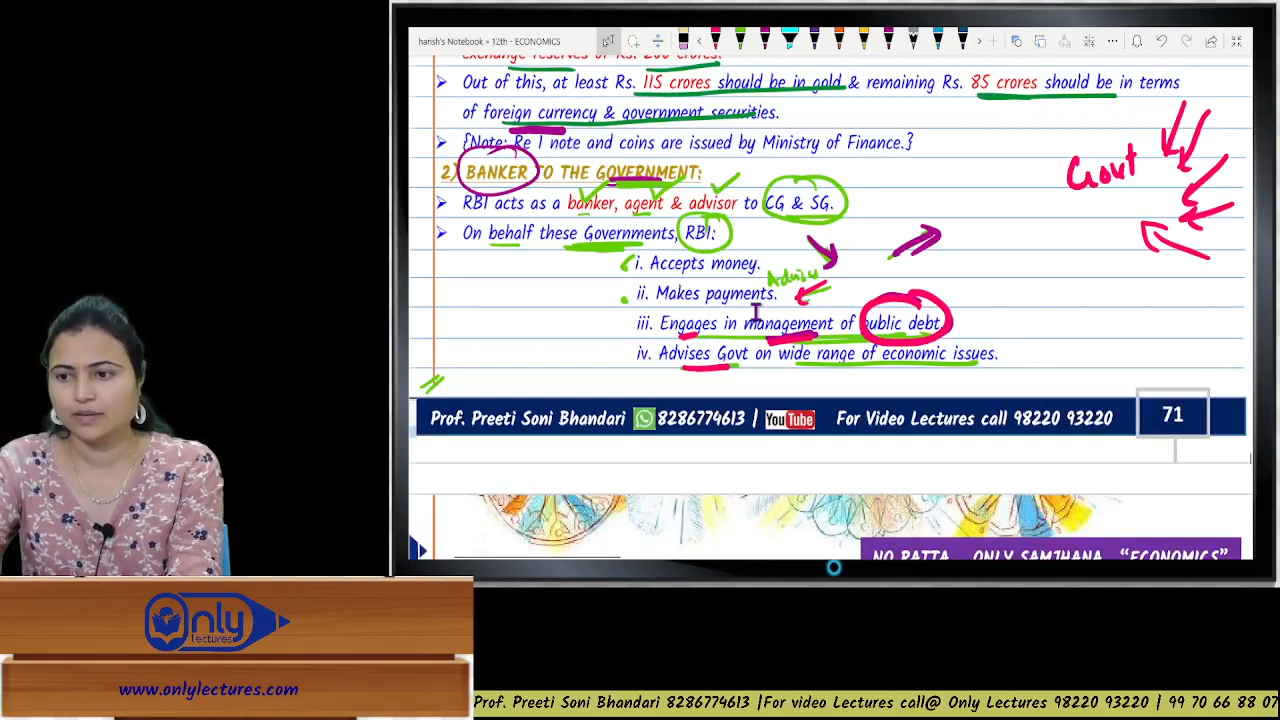 harish's Notebook » 12th - ECONOMICS
exchange reserves of Rs. 200 crores.
➤ Out of this, at least Rs. 115 crores should be in gold & remaining Rs. 85 crores should be in terms
of foreign currency & government securities.
➤ {Note: Re 1 note and coins are issued by Ministry of Finance.}
2) BANKER TO THE GOVERNMENT:
➤ RBI acts as a banker, agent & advisor to CG & SG.
➤ On behalf these Governments, RBI:
i. Accepts money.
ii. Makes payments.
iii. Engages in management of public debt
iv. Advises Govt on wide range of economic issues.
Govt
Prof. Preeti Soni Bhandari 8286774613 | YouTube For Video Lectures call 98220 93220 71
NO RATTA, ONLY SAMJHANA "ECONOMICS"
Only
lectures
www.onlylectures.com
Prof. Preeti Soni Bhandari 8286774613 |For video Lectures call@ Only Lectures 98220 93220 | 99 70 66 88 07